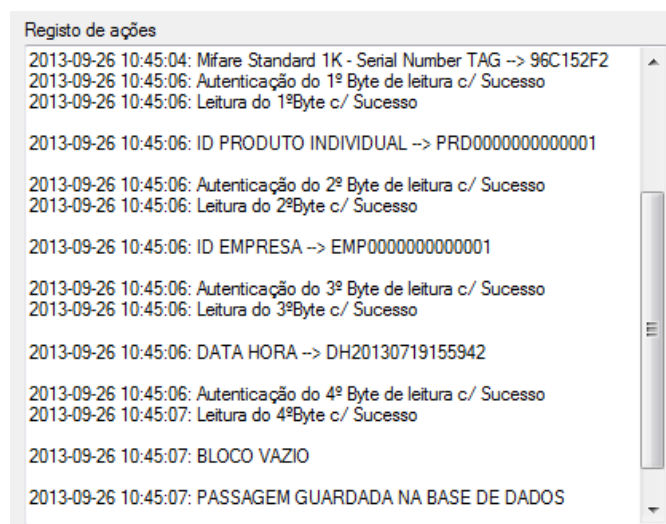 Registo de ações
2013-09-26 10:45:04: Mifare Standard 1K - Serial Number TAG --> 96C152F2
2013-09-26 10:45:06: Autenticação do 1º Byte de leitura c/ Sucesso
2013-09-26 10:45:06: Leitura do 1ºByte c/ Sucesso
2013-09-26 10:45:06: ID PRODUTO INDIVIDUAL --> PRD0000000000001
2013-09-26 10:45:06: Autenticação do 2º Byte de leitura c/ Sucesso
2013-09-26 10:45:06: Leitura do 2ºByte c/ Sucesso
2013-09-26 10:45:06: ID EMPRESA --> EMP0000000000001
2013-09-26 10:45:06: Autenticação do 3º Byte de leitura c/ Sucesso
2013-09-26 10:45:06: Leitura do 3ºByte c/ Sucesso
2013-09-26 10:45:06: DATA HORA --> DH20130719155942
2013-09-26 10:45:06: Autenticação do 4º Byte de leitura c/ Sucesso
2013-09-26 10:45:07: Leitura do 4ºByte c/ Sucesso
2013-09-26 10:45:07: BLOCO VAZIO
2013-09-26 10:45:07: PASSAGEM GUARDADA NA BASE DE DADOS